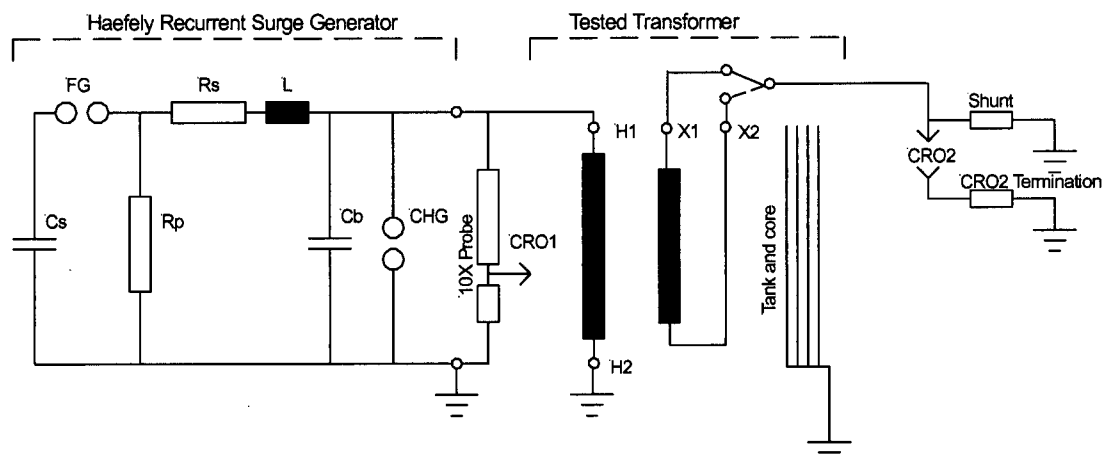 Haefely Recurrent Surge Generator
Tested Transformer
FG
Rs
L
Shunt
H1
X1
X2
CRO2
CRO2 Termination
Cs
Rp
Cb
CHG
10X Probe
CRO1
Tank and core
H2